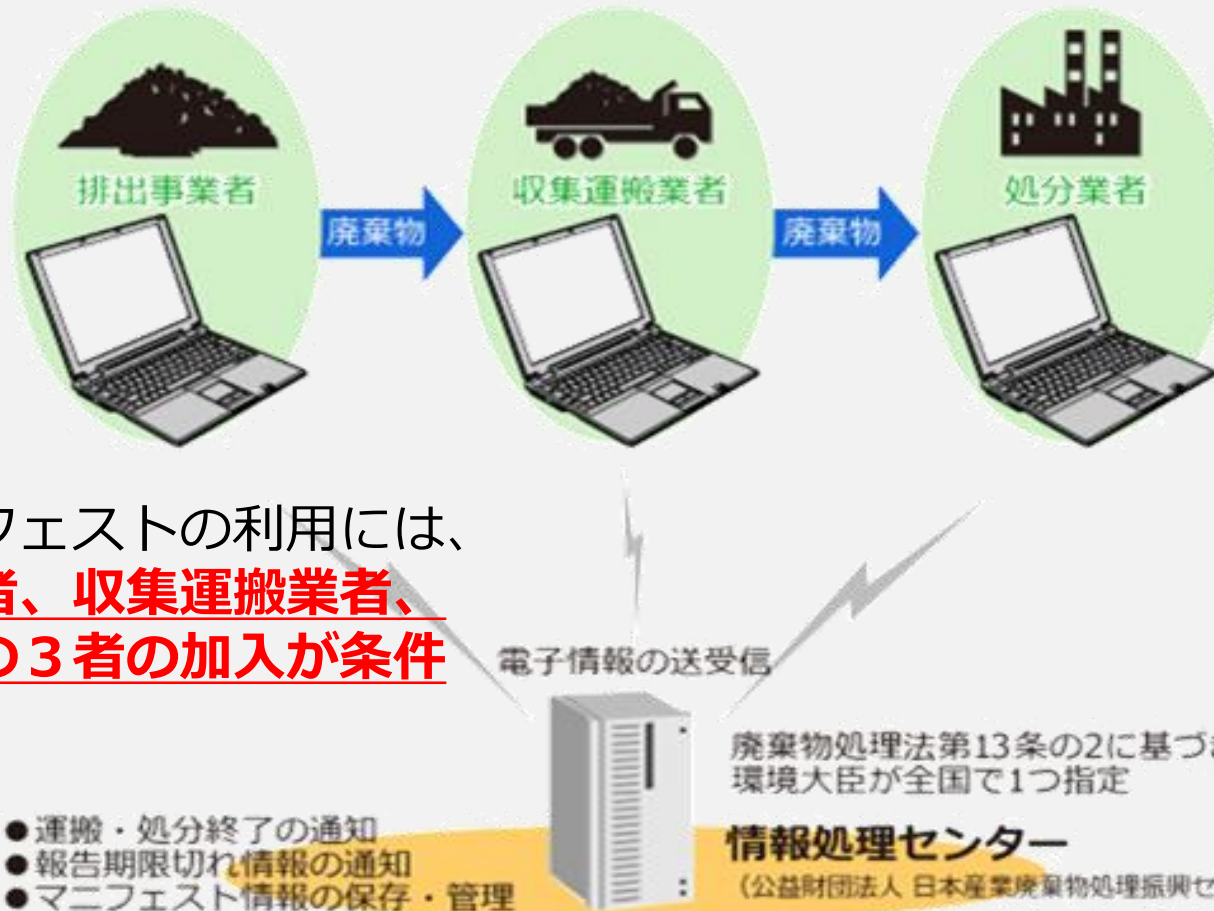 排出事業者
収集運搬業者
処分業者
廃棄物
廃棄物
フェストの利用には、
者、収集運搬業者、
の３者の加入が条件
電子情報の送受信
廃棄物処理法第13条の2に基づき
環境大臣が全国で1つ指定
●運搬・処分終了の通知
●報告期限切れ情報の通知
●マニフェスト情報の保存・管理
情報処理センター
(公益財団法人 日本産業廃棄物処理振興セ